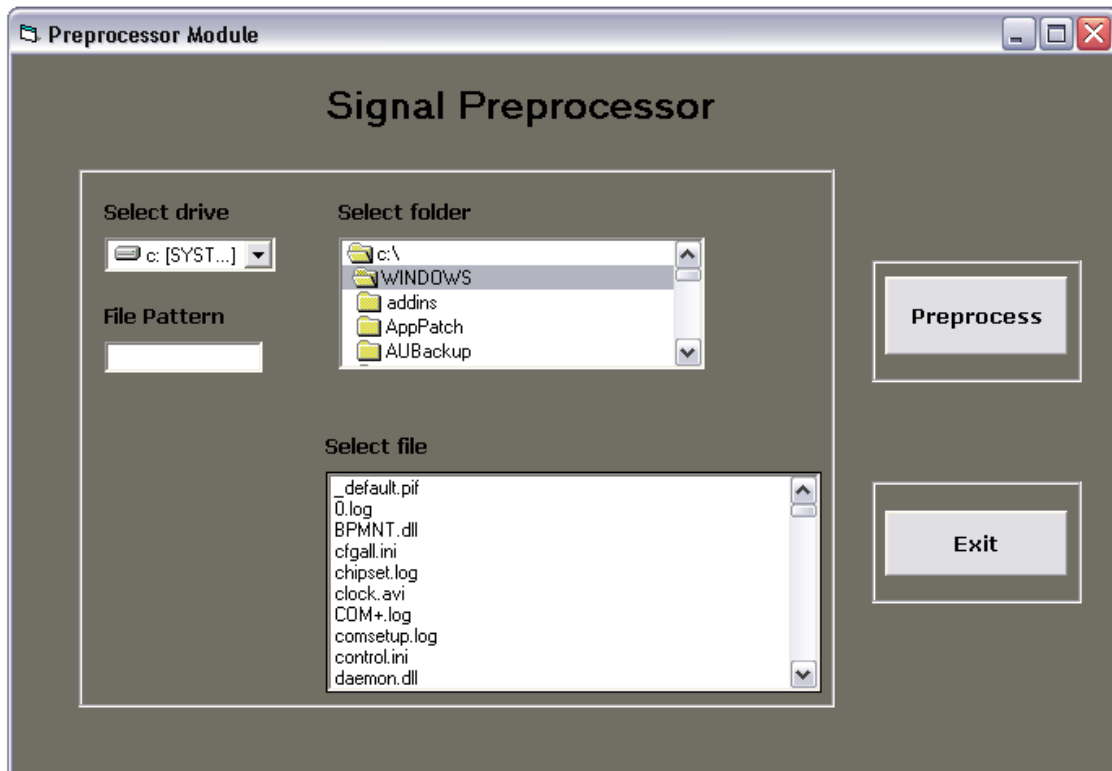 Preprocessor Module
Signal Preprocessor
Select drive
c: [SYST...]
File Pattern
Select folder
c:\
WINDOWS
addins
AppPatch
AUBackup
Select file
_default.pif
0.log
BPMNT.dll
cfgall.ini
chipset.log
clock.avi
COM+.log
comsetup.log
control.ini
daemon.dll
Preprocess
Exit